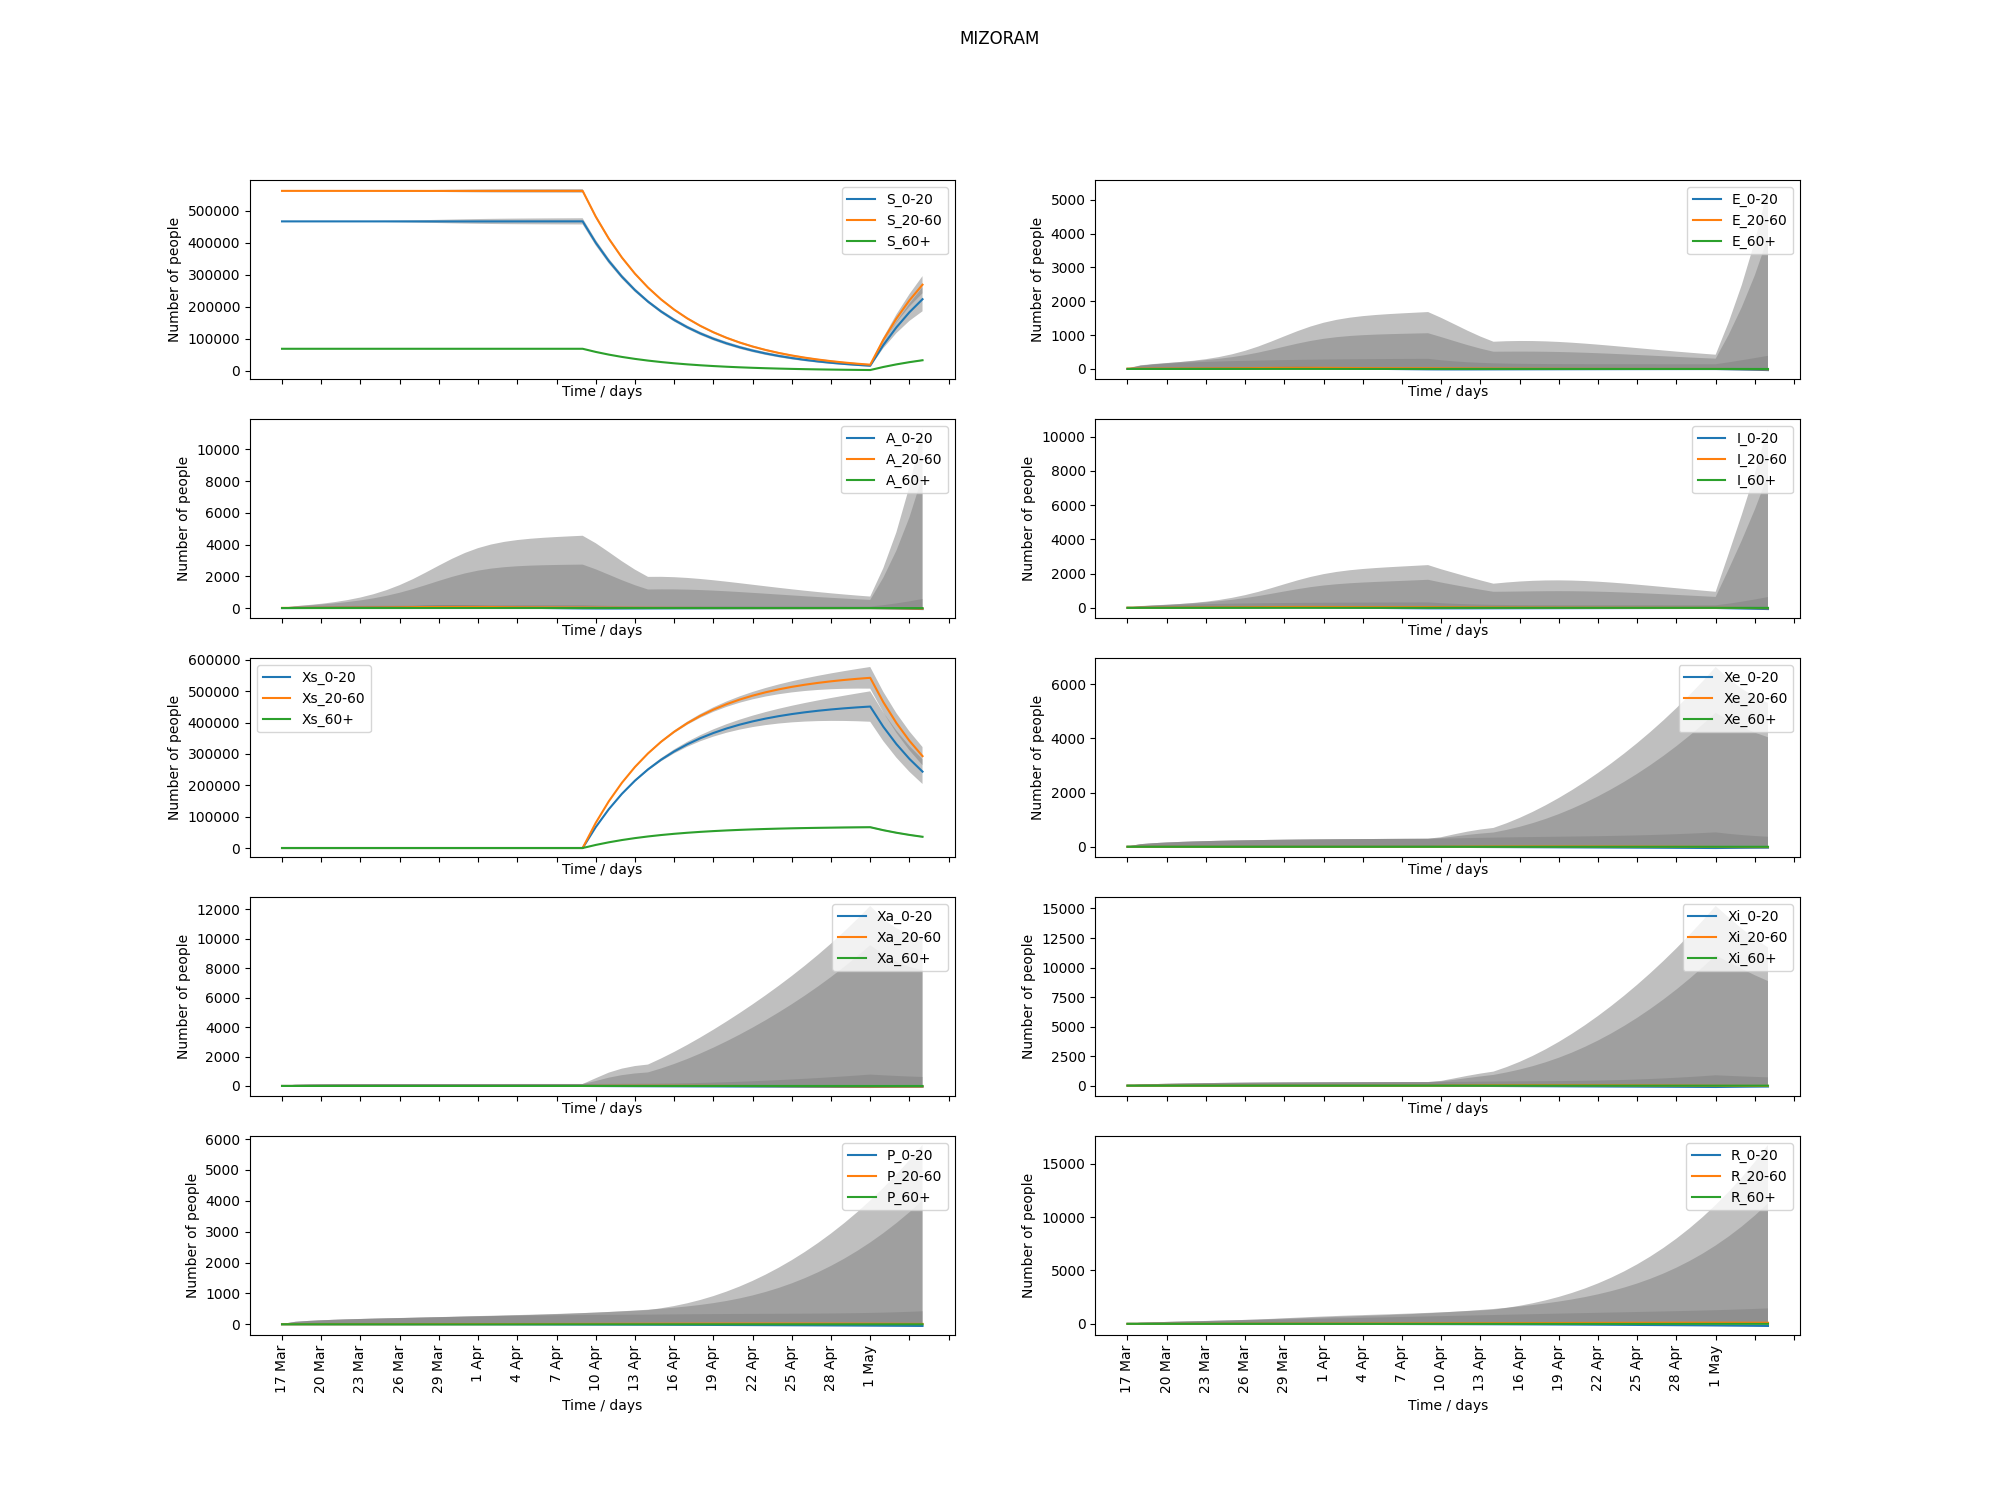 MIZORAM
Number of people
500000
400000
300000
200000
100000
0
S_0-20
S_20-60
S_60+
Time / days
Number of people
5000
4000
3000
2000
1000
0
E_0-20
E_20-60
E_60+
Time / days
Number of people
10000
8000
6000
4000
2000
0
A_0-20
A_20-60
A_60+
Time / days
Number of people
10000
8000
6000
4000
2000
0
I_0-20
I_20-60
I_60+
Time / days
Number of people
600000
500000
400000
300000
200000
100000
0
Xs_0-20
Xs_20-60
Xs_60+
Time / days
Number of people
6000
4000
2000
0
Xe_0-20
Xe_20-60
Xe_60+
Time / days
Number of people
12000
10000
8000
6000
4000
2000
0
Xa_0-20
Xa_20-60
Xa_60+
Time / days
Number of people
15000
12500
10000
7500
5000
2500
0
Xi_0-20
Xi_20-60
Xi_60+
Time / days
Number of people
6000
5000
4000
3000
2000
1000
0
P_0-20
P_20-60
P_60+
17 Mar
20 Mar
23 Mar
26 Mar
29 Mar
1 Apr
4 Apr
7 Apr
10 Apr
13 Apr
16 Apr
19 Apr
22 Apr
25 Apr
28 Apr
1 May
Time / days
Number of people
15000
10000
5000
0
R_0-20
R_20-60
R_60+
17 Mar
20 Mar
23 Mar
26 Mar
29 Mar
1 Apr
4 Apr
7 Apr
10 Apr
13 Apr
16 Apr
19 Apr
22 Apr
25 Apr
28 Apr
1 May
Time / days